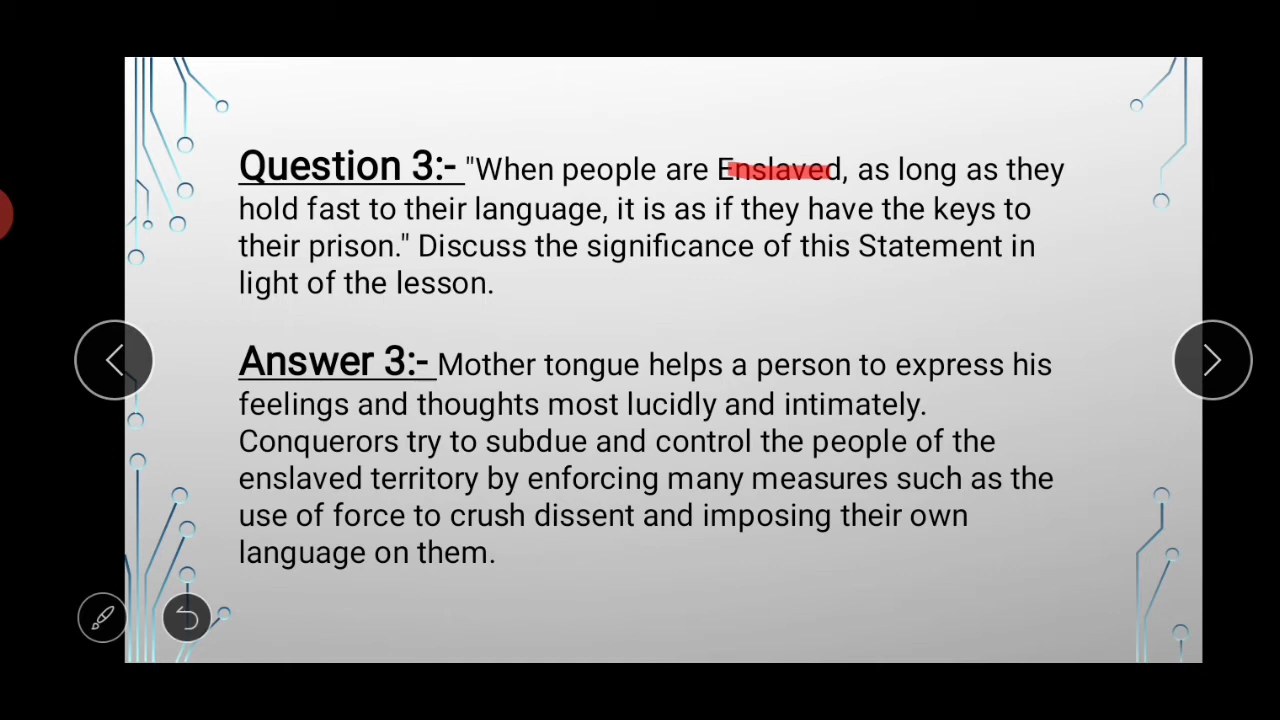 Question 3:- "When people are Enslaved, as long as they
hold fast to their language, it is as if they have the keys to
their prison." Discuss the significance of this Statement in
light of the lesson.
Answer 3:- Mother tongue helps a person to express his
feelings and thoughts most lucidly and intimately.
Conquerors try to subdue and control the people of the
enslaved territory by enforcing many measures such as the
use of force to crush dissent and imposing their own
language on them.